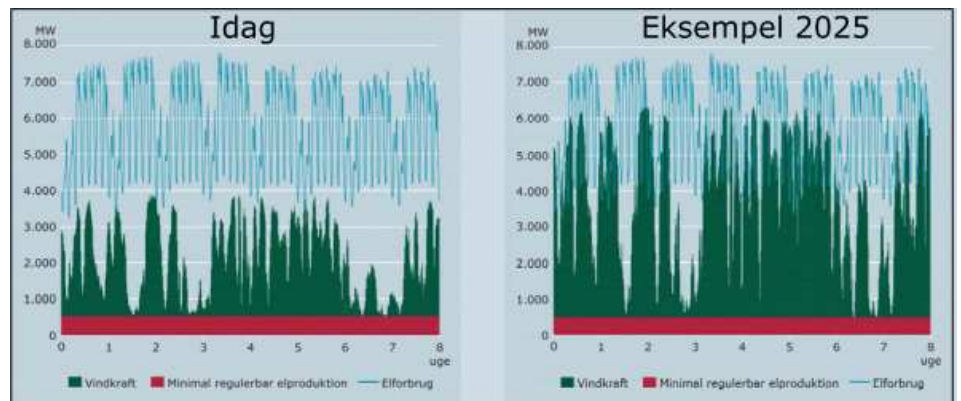 Idag
MW
8.000
7.000
6.000
5.000
4.000
3.000
2.000
1.000
0
0 1 2 3 4 5 6 7 8
uge
Vindkraft Minimal regulerbar elproduktion Elforbrug
Eksempel 2025
MW
8.000
7.000
6.000
5.000
4.000
3.000
2.000
1.000
0
0 1 2 3 4 5 6 7 8
uge
Vindkraft Minimal regulerbar elproduktion Elforbrug